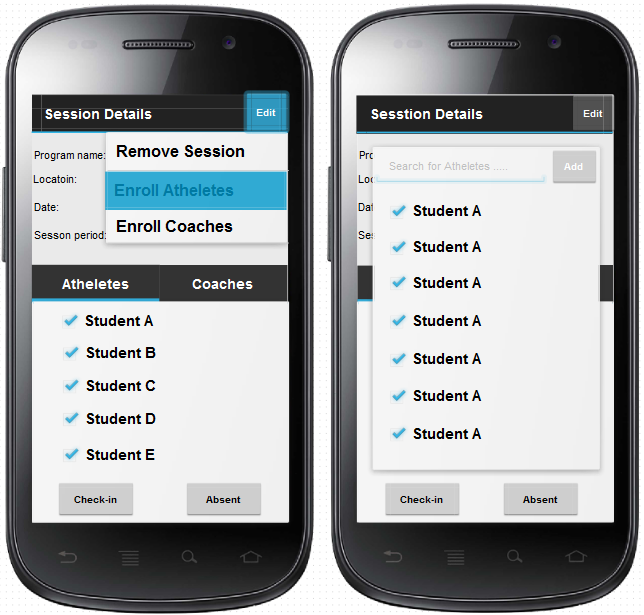 Session Details
Edit
Program name:
Remove Session
Locatoin:
Enroll Atheletes
Date:
Enroll Coaches
Sesson period:
Atheletes
Coaches
Student A
Student B
Student C
Student D
Student E
Check-in
Absent
Sesstion Details
Edit
Pro
Search for Atheletes .....
Add
Loc
Dat
Ses
Student A
Student A
Student A
Student A
Student A
Student A
Student A
Check-in
Absent